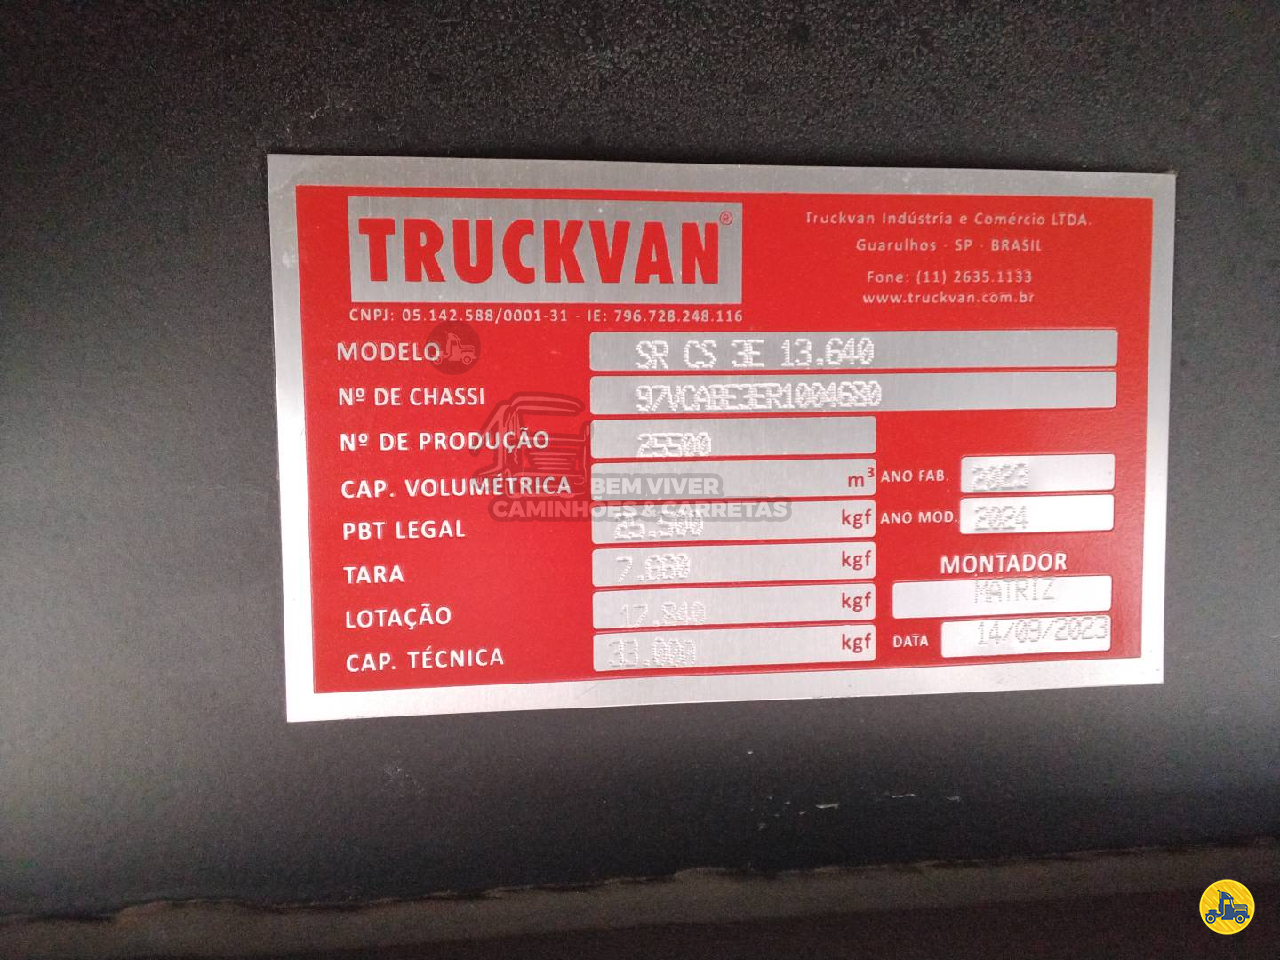 TRUCKVAN®
Truckvan Indústria e Comércio LTDA.
Guarulhos - SP - BRASIL
Fone: (11) 2635.1133
www.truckvan.com.br
CNPJ: 05.142.588/0001-31 - IE: 796.728.248.116
MODELO SR CS 3E 13.640
Nº DE CHASSI 97VCABE3ER1004680
Nº DE PRODUÇÃO 25500
CAP. VOLUMÉTRICA m³ ANO FAB. 2023
BEM VIVER
CAMINHÕES & CARRETAS
PBT LEGAL 25.500 kgf ANO MOD. 2024
TARA kgf
MONTADOR
MATRIZ
LOTAÇÃO 17.840 kgf
CAP. TÉCNICA 33.000 kgf
DATA 14/09/2023